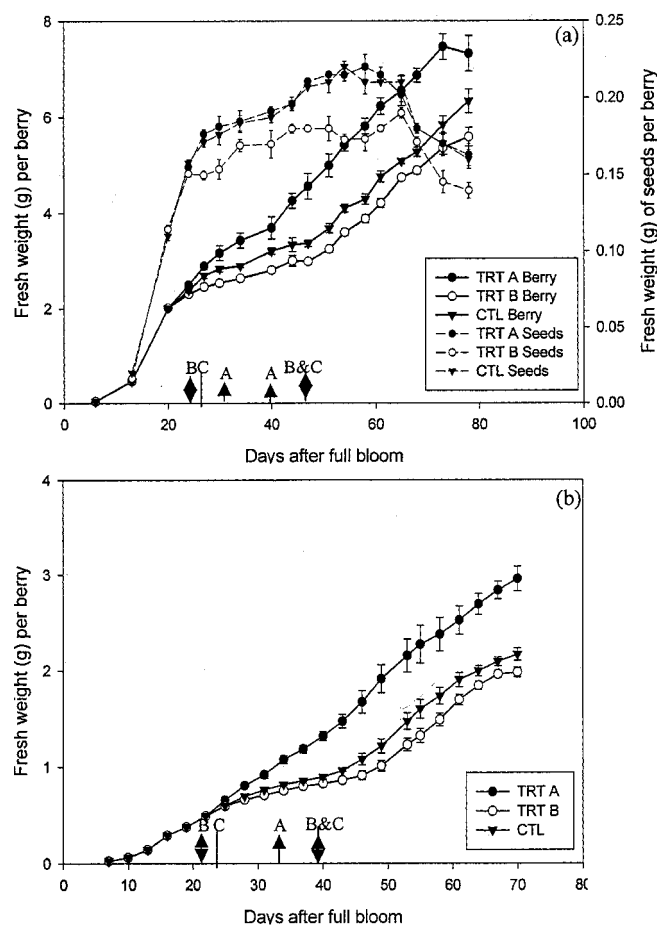 (a)
8
6
4
2
0
Fresh weight (g) per berry
0.25
0.20
0.15
0.10
0.05
0.00
Fresh weight (g) of seeds per berry
TRT A Berry
TRT B Berry
CTL Berry
TRT A Seeds
TRT B Seeds
CTL Seeds
BC A A B&C
0 20 40 60 80 100
Days after full bloom
(b)
4
3
2
1
0
Fresh weight (g) per berry
TRT A
TRT B
CTL
B C A B&C
0 10 20 30 40 50 60 70 80
Days after full bloom